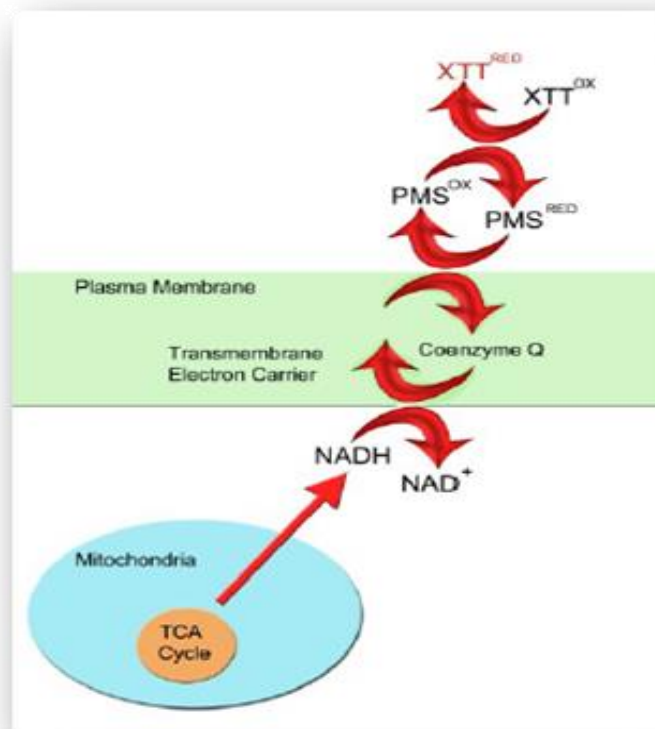 XTT^RED
XTT^OX
PMS^OX
PMS^RED
Plasma Membrane
Transmembrane
Electron Carrier
Coenzyme Q
NADH
NAD⁺
Mitochondria
TCA
Cycle